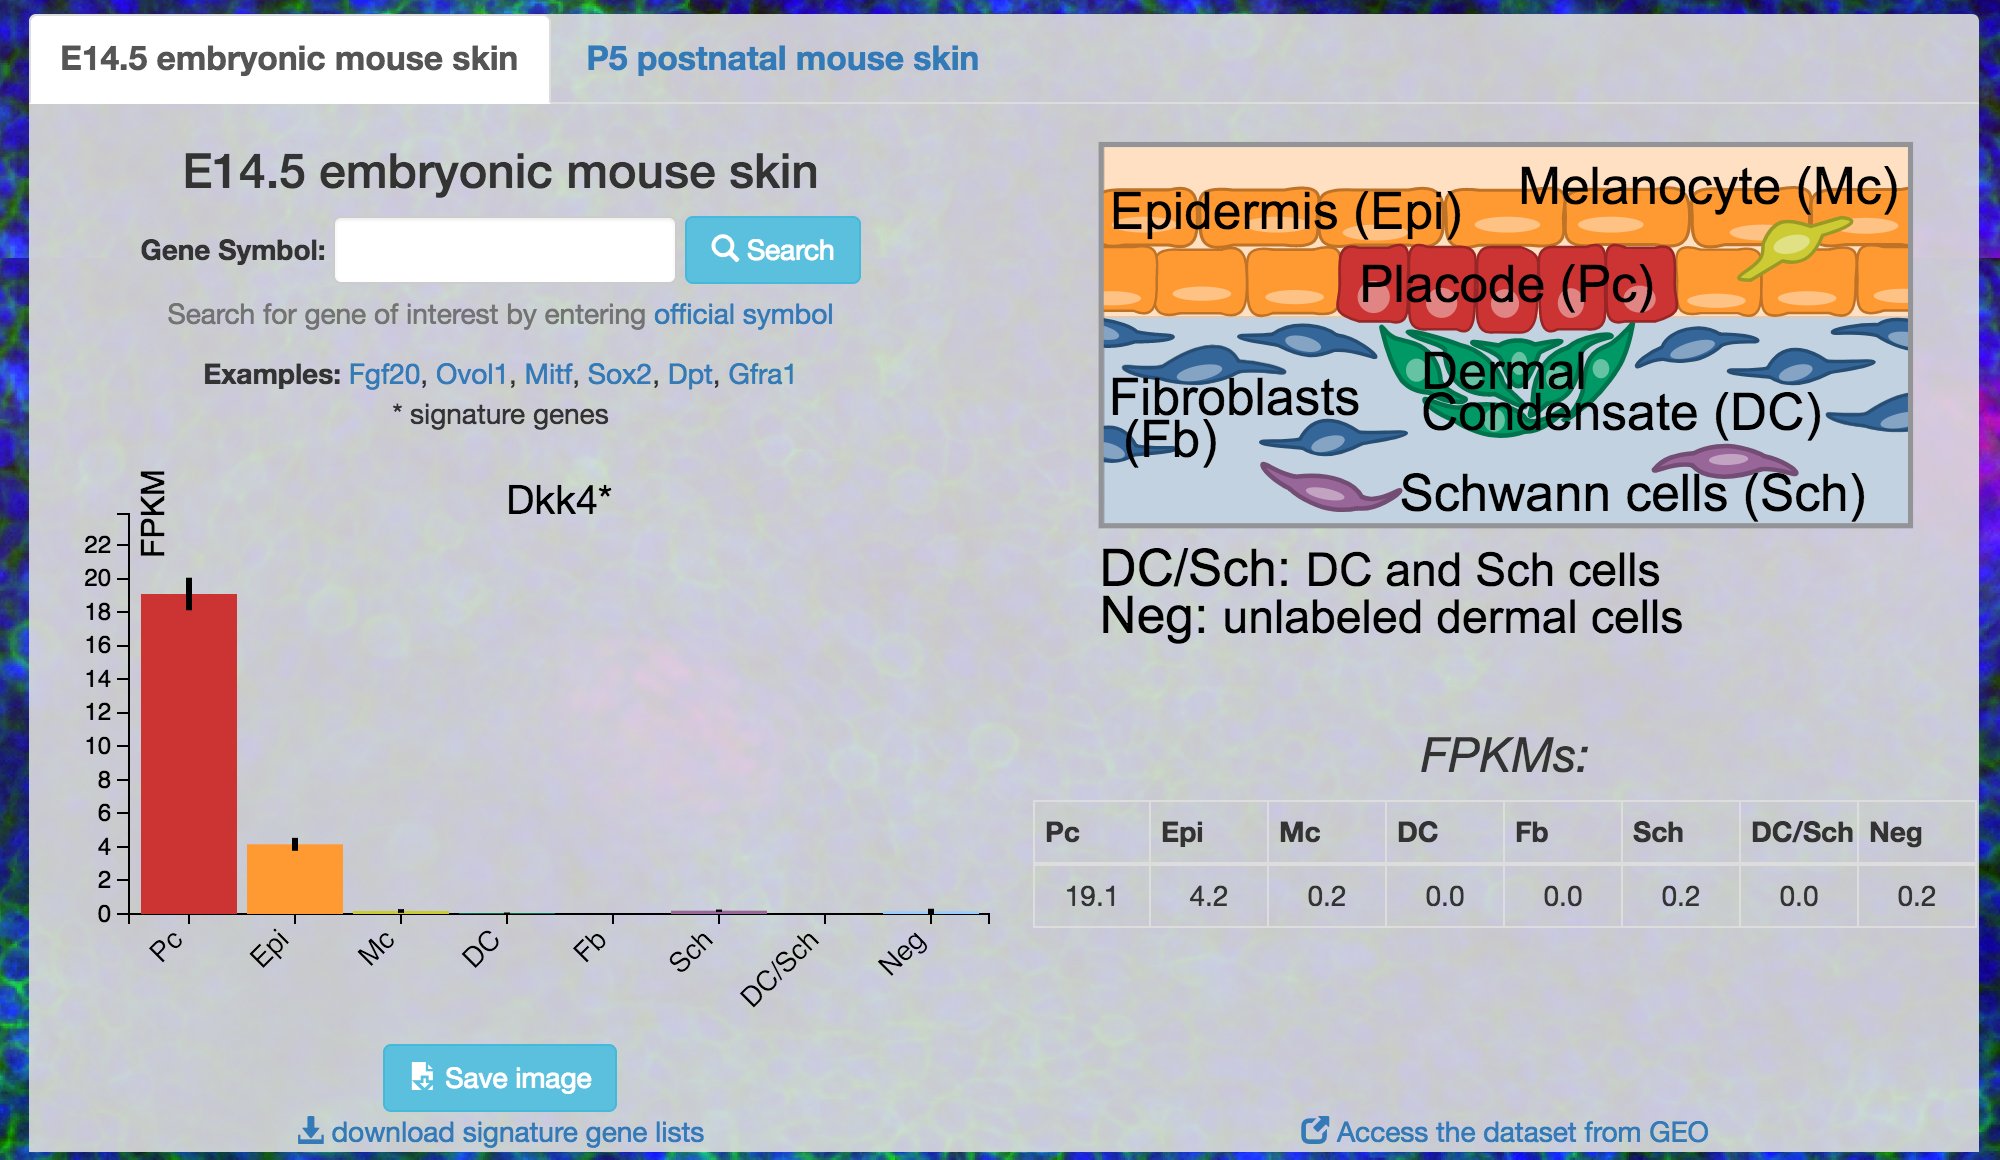 E14.5 embryonic mouse skin
P5 postnatal mouse skin
E14.5 embryonic mouse skin
Gene Symbol:
Search
Search for gene of interest by entering official symbol
Examples: Fgf20, Ovol1, Mitf, Sox2, Dpt, Gfra1
* signature genes
Dkk4*
FPKM
22
20
18
16
14
12
10
8
6
4
2
0
Pc
Epi
Mc
DC
Fb
Sch
DC/Sch
Neg
Save image
download signature gene lists
Melanocyte (Mc)
Epidermis (Epi)
Placode (Pc)
Dermal
Condensate (DC)
Fibroblasts
(Fb)
Schwann cells (Sch)
DC/Sch: DC and Sch cells
Neg: unlabeled dermal cells
FPKMs:
Pc Epi Mc DC Fb Sch DC/Sch Neg
19.1 4.2 0.2 0.0 0.0 0.2 0.0 0.2
Access the dataset from GEO